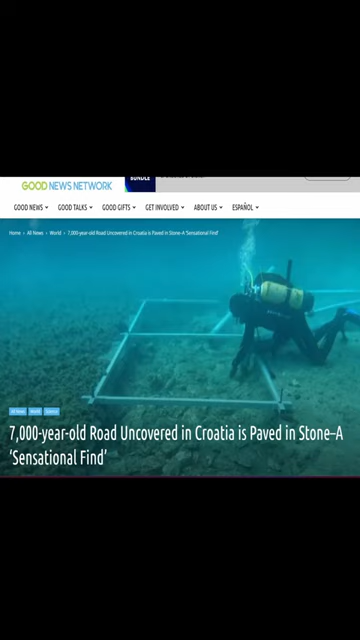 BUNDLE
GOOD NEWS NETWORK
GOOD NEWS GOOD TALKS GOOD GIFTS GET INVOLVED ABOUT US ESPAÑOL
Home › All News › World › 7,000-year-old Road Uncovered in Croatia is Paved in Stone–A 'Sensational Find'
All News World Science
7,000-year-old Road Uncovered in Croatia is Paved in Stone–A
'Sensational Find'